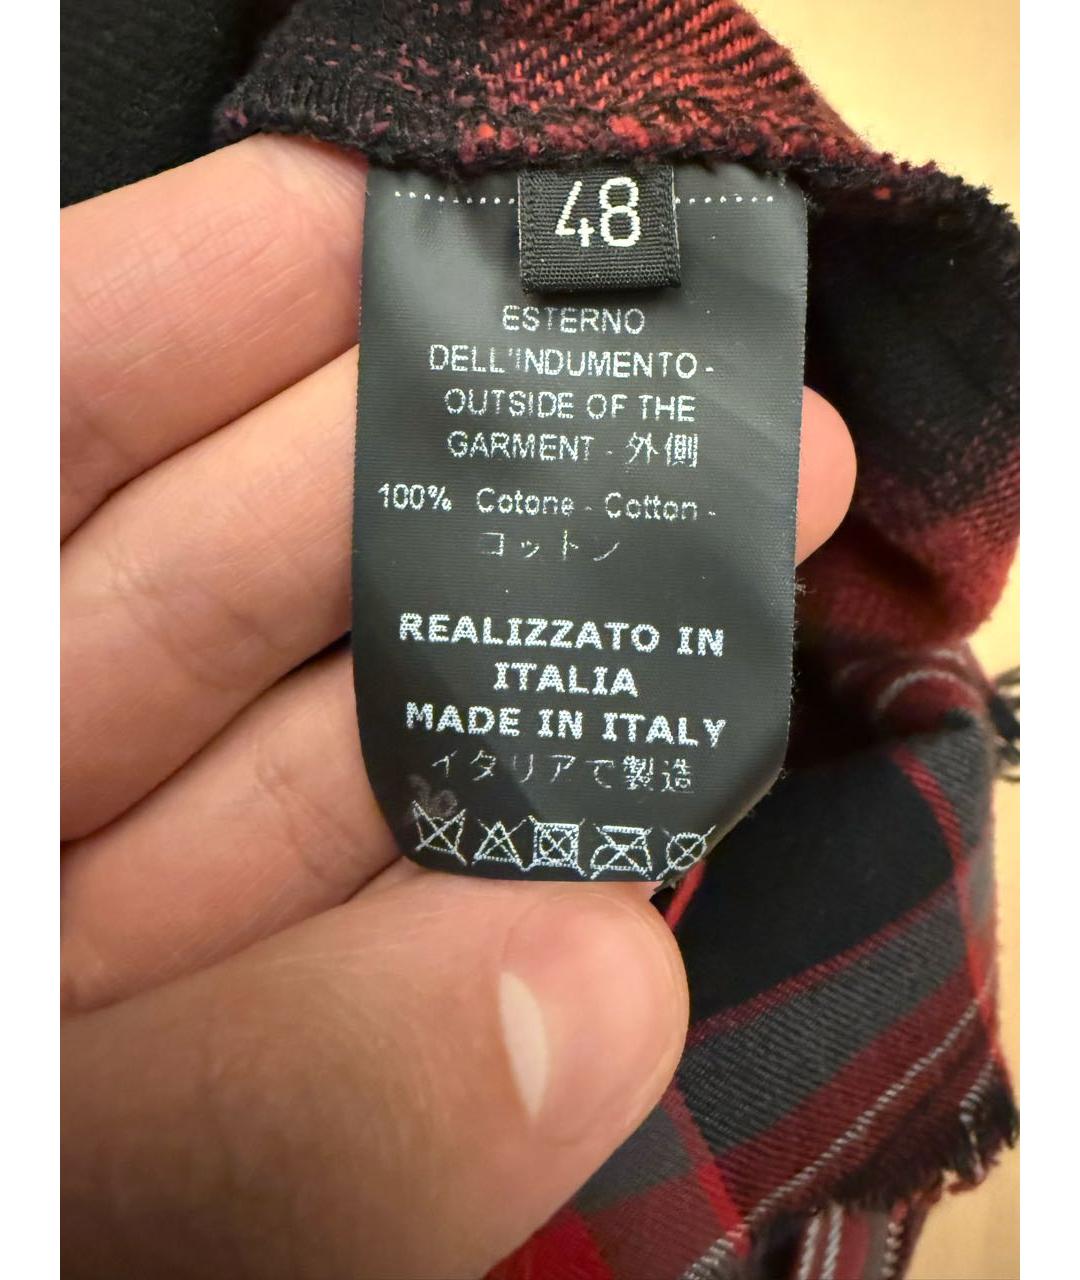 48
ESTERNO
DELL'INDUMENTO -
OUTSIDE OF THE
GARMENT - 外側
100% Cotone - Cotton -
コットン
REALIZZATO IN
ITALIA
MADE IN ITALY
イタリアで製造